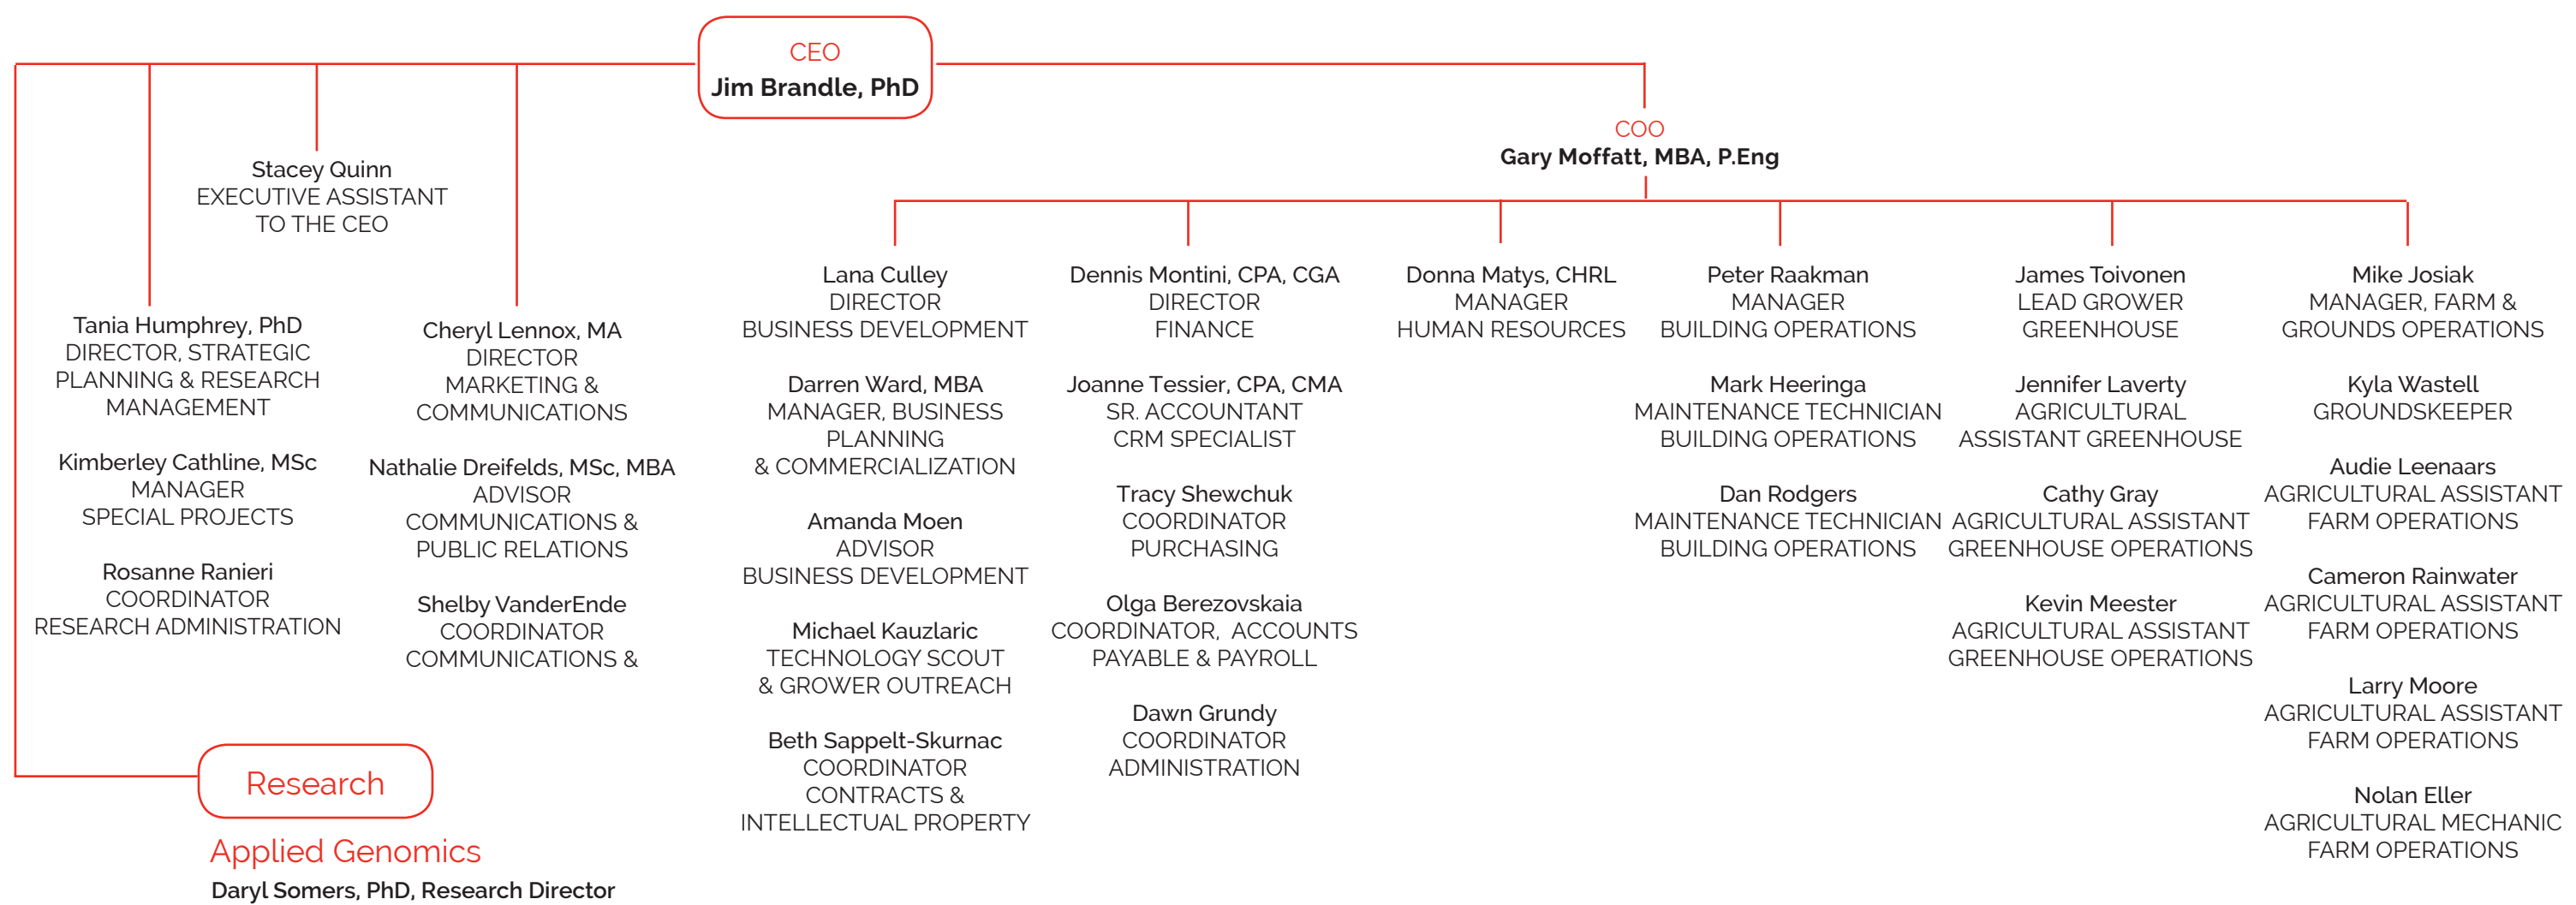 CEO
Jim Brandle, PhD
COO
Gary Moffatt, MBA, P.Eng
Stacey Quinn
EXECUTIVE ASSISTANT
TO THE CEO
Tania Humphrey, PhD
DIRECTOR, STRATEGIC
PLANNING & RESEARCH
MANAGEMENT
Kimberley Cathline, MSc
MANAGER
SPECIAL PROJECTS
Rosanne Ranieri
COORDINATOR
RESEARCH ADMINISTRATION
Cheryl Lennox, MA
DIRECTOR
MARKETING &
COMMUNICATIONS
Nathalie Dreifelds, MSc, MBA
ADVISOR
COMMUNICATIONS &
PUBLIC RELATIONS
Shelby VanderEnde
COORDINATOR
COMMUNICATIONS &
Lana Culley
DIRECTOR
BUSINESS DEVELOPMENT
Darren Ward, MBA
MANAGER, BUSINESS
PLANNING
& COMMERCIALIZATION
Amanda Moen
ADVISOR
BUSINESS DEVELOPMENT
Michael Kauzlaric
TECHNOLOGY SCOUT
& GROWER OUTREACH
Beth Sappelt-Skurnac
COORDINATOR
CONTRACTS &
INTELLECTUAL PROPERTY
Dennis Montini, CPA, CGA
DIRECTOR
FINANCE
Joanne Tessier, CPA, CMA
SR. ACCOUNTANT
CRM SPECIALIST
Tracy Shewchuk
COORDINATOR
PURCHASING
Olga Berezovskaia
COORDINATOR, ACCOUNTS
PAYABLE & PAYROLL
Dawn Grundy
COORDINATOR
ADMINISTRATION
Donna Matys, CHRL
MANAGER
HUMAN RESOURCES
Peter Raakman
MANAGER
BUILDING OPERATIONS
Mark Heeringa
MAINTENANCE TECHNICIAN
BUILDING OPERATIONS
Dan Rodgers
MAINTENANCE TECHNICIAN
BUILDING OPERATIONS
James Toivonen
LEAD GROWER
GREENHOUSE
Jennifer Laverty
AGRICULTURAL
ASSISTANT GREENHOUSE
Cathy Gray
AGRICULTURAL ASSISTANT
GREENHOUSE OPERATIONS
Kevin Meester
AGRICULTURAL ASSISTANT
GREENHOUSE OPERATIONS
Mike Josiak
MANAGER, FARM &
GROUNDS OPERATIONS
Kyla Wastell
GROUNDSKEEPER
Audie Leenaars
AGRICULTURAL ASSISTANT
FARM OPERATIONS
Cameron Rainwater
AGRICULTURAL ASSISTANT
FARM OPERATIONS
Larry Moore
AGRICULTURAL ASSISTANT
FARM OPERATIONS
Nolan Eller
AGRICULTURAL MECHANIC
FARM OPERATIONS
Research
Applied Genomics
Daryl Somers, PhD, Research Director